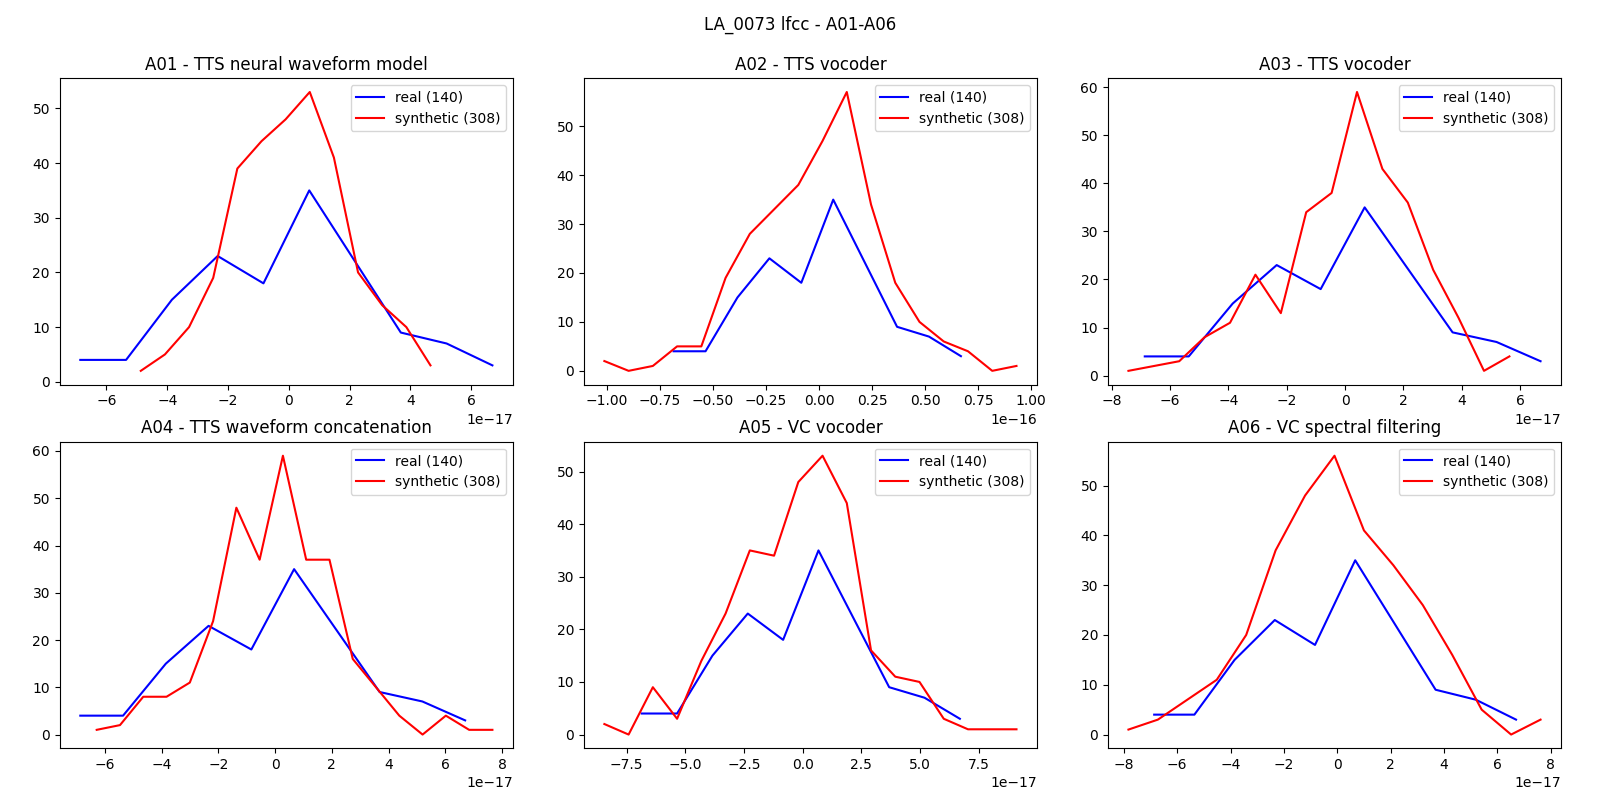 LA_0073 lfcc - A01-A06
A01 - TTS neural waveform model
real (140)
synthetic (308)
50
40
30
20
10
0
−6 −4 −2 0 2 4 6
1e−17
A02 - TTS vocoder
real (140)
synthetic (308)
50
40
30
20
10
0
−1.00 −0.75 −0.50 −0.25 0.00 0.25 0.50 0.75 1.00
1e−16
A03 - TTS vocoder
real (140)
synthetic (308)
60
50
40
30
20
10
0
−8 −6 −4 −2 0 2 4 6
1e−17
A04 - TTS waveform concatenation
real (140)
synthetic (308)
60
50
40
30
20
10
0
−6 −4 −2 0 2 4 6 8
1e−17
A05 - VC vocoder
real (140)
synthetic (308)
50
40
30
20
10
0
−7.5 −5.0 −2.5 0.0 2.5 5.0 7.5
1e−17
A06 - VC spectral filtering
real (140)
synthetic (308)
50
40
30
20
10
0
−8 −6 −4 −2 0 2 4 6 8
1e−17